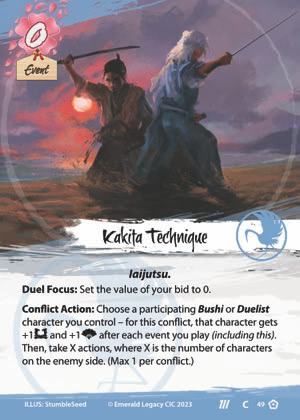 0
Event
Kakita Technique
Iaijutsu.
Duel Focus: Set the value of your bid to 0.
Conflict Action: Choose a participating Bushi or Duelist
character you control – for this conflict, that character gets
+1 and +1 after each event you play (including this).
Then, take X actions, where X is the number of characters
on the enemy side. (Max 1 per conflict.)
ILLUS: StumbleSeed © Emerald Legacy CIC 2023 C 49